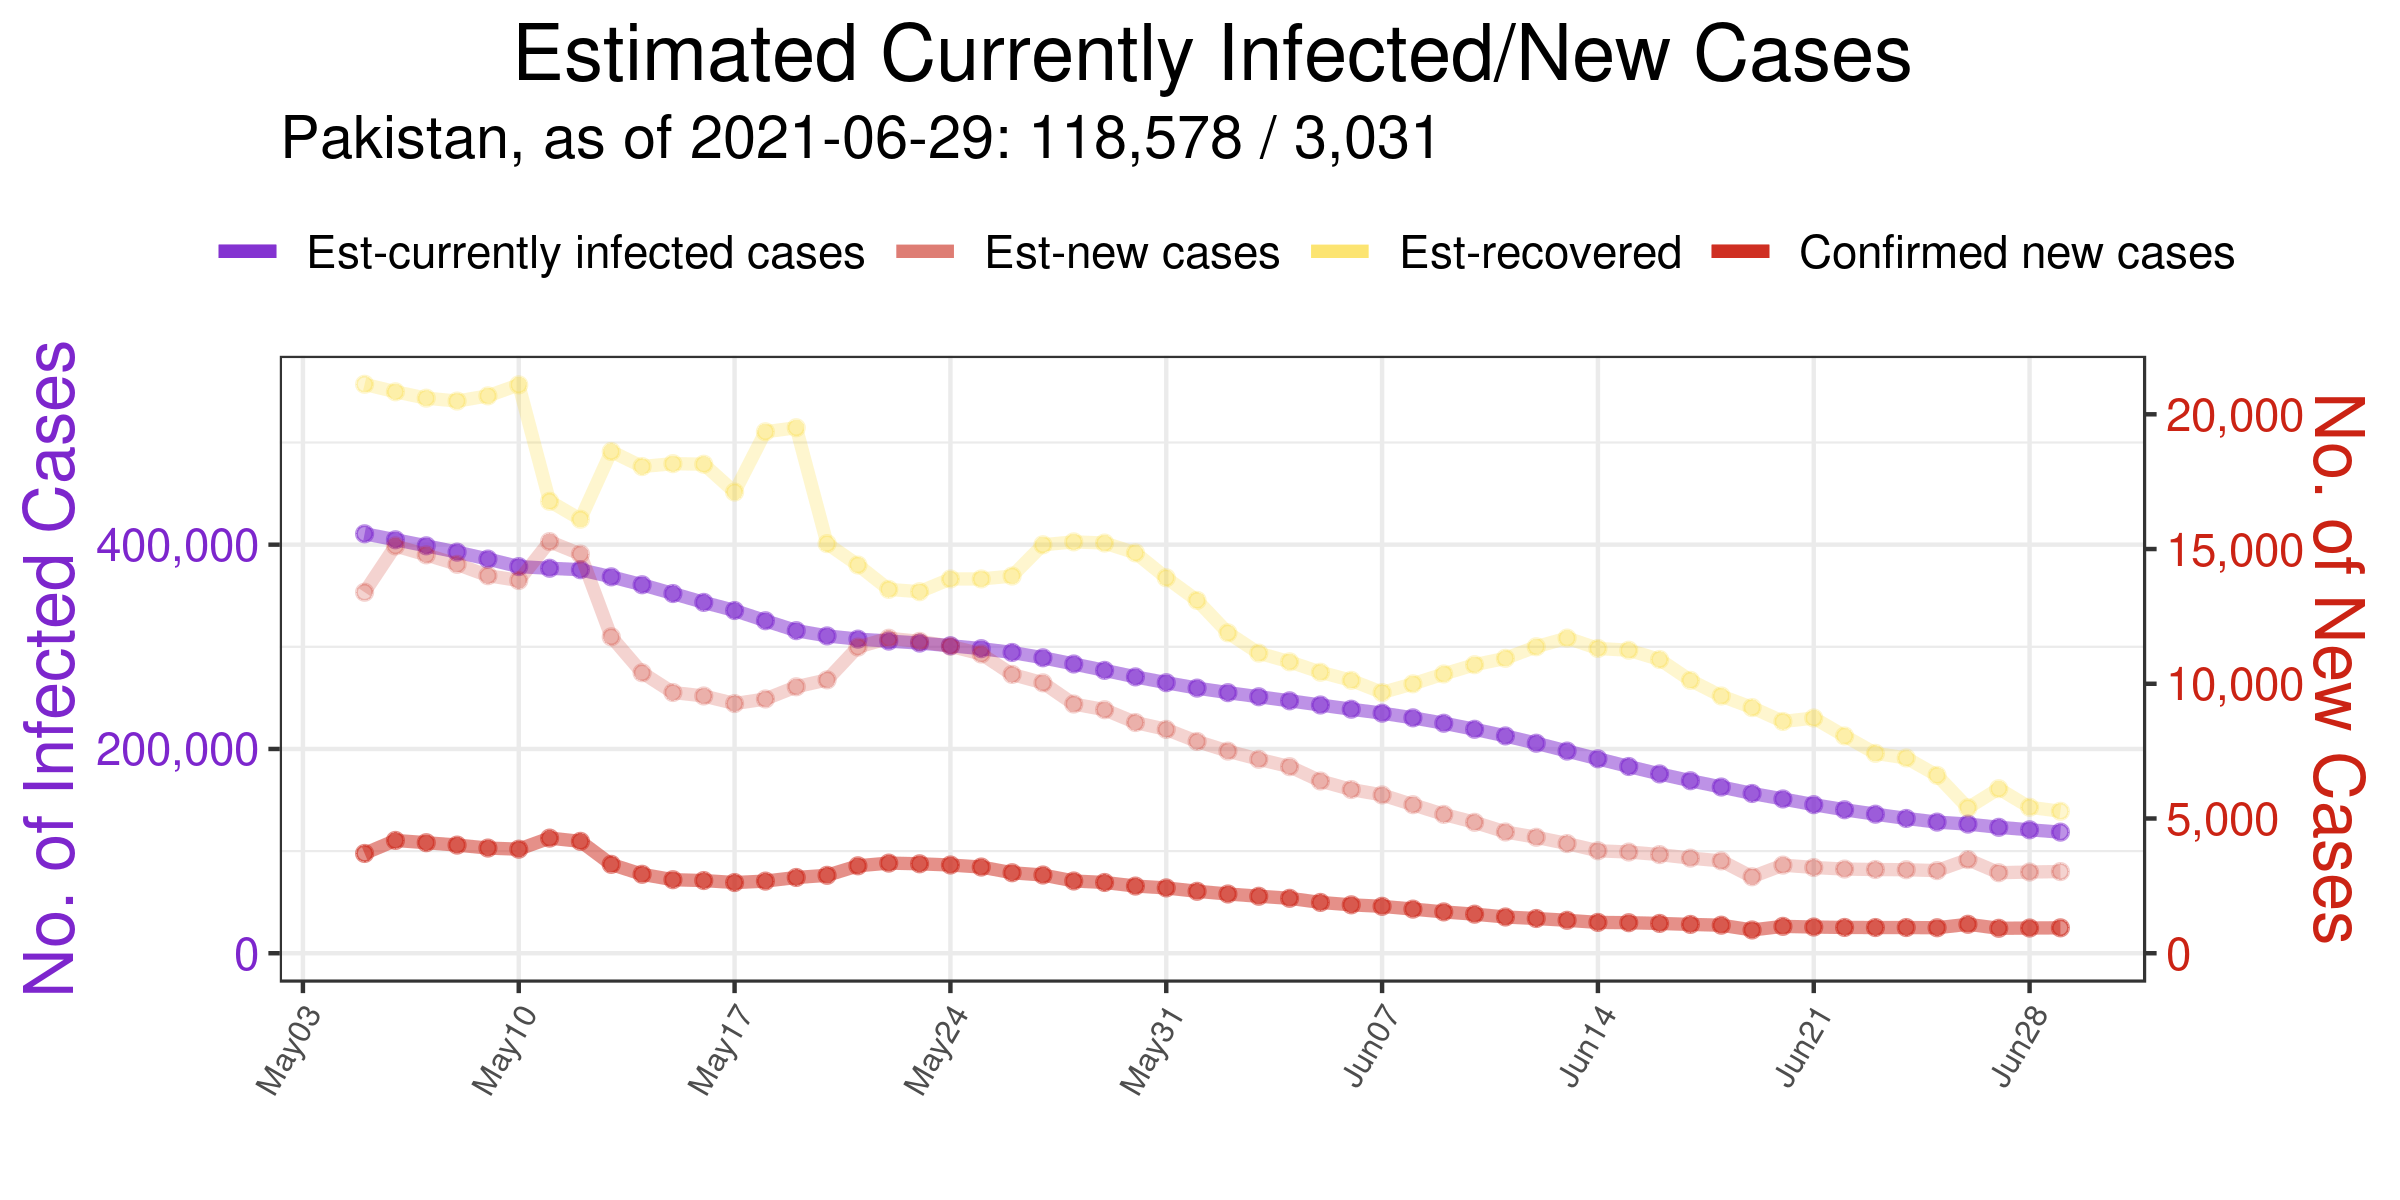 Estimated Currently Infected/New Cases
Pakistan, as of 2021-06-29: 118,578 / 3,031
Est-currently infected cases Est-new cases Est-recovered Confirmed new cases
No. of Infected Cases
400,000
200,000
0
20,000
15,000
10,000
5,000
0
No. of New Cases
May03 May10 May17 May24 May31 Jun07 Jun14 Jun21 Jun28